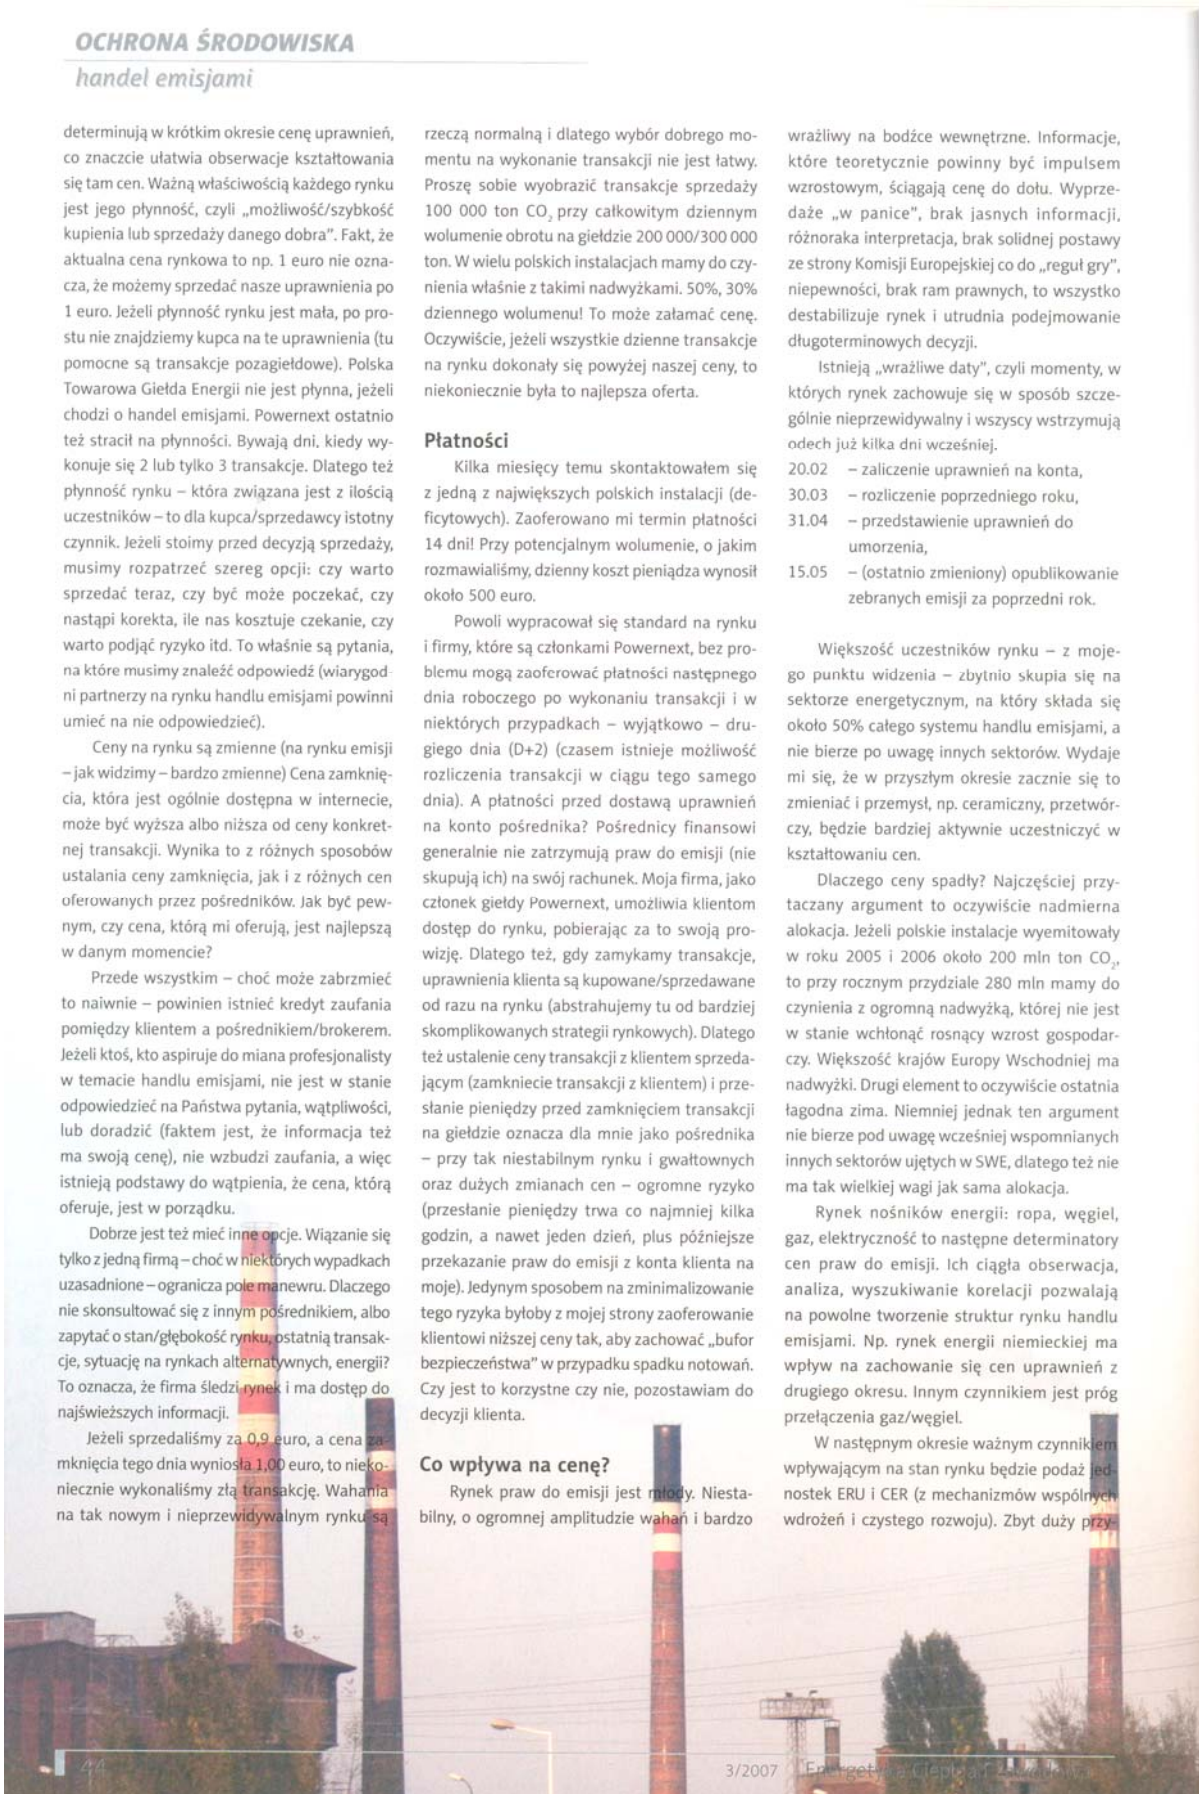 OCHRONA ŚRODOWISKA
handel emisjami
determinują w krótkim okresie cenę uprawnień,
co znaczcie ułatwia obserwacje kształtowania
się tam cen. Ważną właściwością każdego rynku
jest jego płynność, czyli „możliwość/szybkość
kupienia lub sprzedaży danego dobra”. Fakt, że
aktualna cena rynkowa to np. 1 euro nie ozna-
cza, że możemy sprzedać nasze uprawnienia po
1 euro. Jeżeli płynność rynku jest mała, po pro-
stu nie znajdziemy kupca na te uprawnienia (tu
pomocne są transakcje pozagiełdowe). Polska
Towarowa Giełda Energii nie jest płynna, jeżeli
chodzi o handel emisjami. Powernext ostatnio
też stracił na płynności. Bywają dni, kiedy wy-
konuje się 2 lub tylko 3 transakcje. Dlatego też
płynność rynku – która związana jest z ilością
uczestników – to dla kupca/sprzedawcy istotny
czynnik. Jeżeli stoimy przed decyzją sprzedaży,
musimy rozpatrzeć szereg opcji: czy warto
sprzedać teraz, czy być może poczekać, czy
nastąpi korekta, ile nas kosztuje czekanie, czy
warto podjąć ryzyko itd. To właśnie są pytania,
na które musimy znaleźć odpowiedź (wiarygod-
ni partnerzy na rynku handlu emisjami powinni
umieć na nie odpowiedzieć).
Ceny na rynku są zmienne (na rynku emisji
– jak widzimy – bardzo zmienne) Cena zamknię-
cia, która jest ogólnie dostępna w internecie,
może być wyższa albo niższa od ceny konkret-
nej transakcji. Wynika to z różnych sposobów
ustalania ceny zamknięcia, jak i z różnych cen
oferowanych przez pośredników. Jak być pew-
nym, czy cena, którą mi oferują, jest najlepszą
w danym momencie?
Przede wszystkim – choć może zabrzmieć
to naiwnie – powinien istnieć kredyt zaufania
pomiędzy klientem a pośrednikiem/brokerem.
Jeżeli ktoś, kto aspiruje do miana profesjonalisty
w temacie handlu emisjami, nie jest w stanie
odpowiedzieć na Państwa pytania, wątpliwości,
lub doradzić (faktem jest, że informacja też
ma swoją cenę), nie wzbudzi zaufania, a więc
istnieją podstawy do wątpienia, że cena, którą
oferuje, jest w porządku.
Dobrze jest też mieć inne opcje. Wiązanie się
tylko z jedną firmą – choć w niektórych wypadkach
uzasadnione – ogranicza pole manewru. Dlaczego
nie skonsultować się z innym pośrednikiem, albo
zapytać o stan/głębokość rynku, ostatnią transak-
cje, sytuację na rynkach alternatywnych, energii?
To oznacza, że firma śledzi rynek i ma dostęp do
najświeższych informacji.
Jeżeli sprzedaliśmy za 0,9 euro, a cena za-
mknięcia tego dnia wyniosła 1,00 euro, to nieko-
niecznie wykonaliśmy złą transakcję. Wahania
na tak nowym i nieprzewidywalnym rynku są
rzeczą normalną i dlatego wybór dobrego mo-
mentu na wykonanie transakcji nie jest łatwy.
Proszę sobie wyobrazić transakcje sprzedaży
100 000 ton CO₂ przy całkowitym dziennym
wolumenie obrotu na giełdzie 200 000/300 000
ton. W wielu polskich instalacjach mamy do czy-
nienia właśnie z takimi nadwyżkami. 50%, 30%
dziennego wolumenu! To może załamać cenę.
Oczywiście, jeżeli wszystkie dzienne transakcje
na rynku dokonały się powyżej naszej ceny, to
niekoniecznie była to najlepsza oferta.
Płatności
Kilka miesięcy temu skontaktowałem się
z jedną z największych polskich instalacji (de-
ficytowych). Zaoferowano mi termin płatności
14 dni! Przy potencjalnym wolumenie, o jakim
rozmawialiśmy, dzienny koszt pieniądza wynosił
około 500 euro.
Powoli wypracował się standard na rynku
i firmy, które są członkami Powernext, bez pro-
blemu mogą zaoferować płatności następnego
dnia roboczego po wykonaniu transakcji i w
niektórych przypadkach – wyjątkowo – dru-
giego dnia (D+2) (czasem istnieje możliwość
rozliczenia transakcji w ciągu tego samego
dnia). A płatności przed dostawą uprawnień
na konto pośrednika? Pośrednicy finansowi
generalnie nie zatrzymują praw do emisji (nie
skupują ich) na swój rachunek. Moja firma, jako
członek giełdy Powernext, umożliwia klientom
dostęp do rynku, pobierając za to swoją pro-
wizję. Dlatego też, gdy zamykamy transakcje,
uprawnienia klienta są kupowane/sprzedawane
od razu na rynku (abstrahujemy tu od bardziej
skomplikowanych strategii rynkowych). Dlatego
też ustalenie ceny transakcji z klientem sprzeda-
jącym (zamkniecie transakcji z klientem) i prze-
słanie pieniędzy przed zamknięciem transakcji
na giełdzie oznacza dla mnie jako pośrednika
– przy tak niestabilnym rynku i gwałtownych
oraz dużych zmianach cen – ogromne ryzyko
(przesłanie pieniędzy trwa co najmniej kilka
godzin, a nawet jeden dzień, plus późniejsze
przekazanie praw do emisji z konta klienta na
moje). Jedynym sposobem na zminimalizowanie
tego ryzyka byłoby z mojej strony zaoferowanie
klientowi niższej ceny tak, aby zachować „bufor
bezpieczeństwa” w przypadku spadku notowań.
Czy jest to korzystne czy nie, pozostawiam do
decyzji klienta.
Co wpływa na cenę?
Rynek praw do emisji jest młody. Niesta-
bilny, o ogromnej amplitudzie wahań i bardzo
wrażliwy na bodźce wewnętrzne. Informacje,
które teoretycznie powinny być impulsem
wzrostowym, ściągają cenę do dołu. Wyprze-
daże „w panice”, brak jasnych informacji,
różnoraka interpretacja, brak solidnej postawy
ze strony Komisji Europejskiej co do „reguł gry”,
niepewności, brak ram prawnych, to wszystko
destabilizuje rynek i utrudnia podejmowanie
długoterminowych decyzji.
Istnieją „wrażliwe daty”, czyli momenty, w
których rynek zachowuje się w sposób szcze-
gólnie nieprzewidywalny i wszyscy wstrzymują
odech już kilka dni wcześniej.
20.02 – zaliczenie uprawnień na konta,
30.03 – rozliczenie poprzedniego roku,
31.04 – przedstawienie uprawnień do
umorzenia,
15.05 – (ostatnio zmieniony) opublikowanie
zebranych emisji za poprzedni rok.
Większość uczestników rynku – z moje-
go punktu widzenia – zbytnio skupia się na
sektorze energetycznym, na który składa się
około 50% całego systemu handlu emisjami, a
nie bierze po uwagę innych sektorów. Wydaje
mi się, że w przyszłym okresie zacznie się to
zmieniać i przemysł, np. ceramiczny, przetwór-
czy, będzie bardziej aktywnie uczestniczyć w
kształtowaniu cen.
Dlaczego ceny spadły? Najczęściej przy-
taczany argument to oczywiście nadmierna
alokacja. Jeżeli polskie instalacje wyemitowały
w roku 2005 i 2006 około 200 mln ton CO₂,
to przy rocznym przydziale 280 mln mamy do
czynienia z ogromną nadwyżką, której nie jest
w stanie wchłonąć rosnący wzrost gospodar-
czy. Większość krajów Europy Wschodniej ma
nadwyżki. Drugi element to oczywiście ostatnia
łagodna zima. Niemniej jednak ten argument
nie bierze pod uwagę wcześniej wspomnianych
innych sektorów ujętych w SWE, dlatego też nie
ma tak wielkiej wagi jak sama alokacja.
Rynek nośników energii: ropa, węgiel,
gaz, elektryczność to następne determinatory
cen praw do emisji. Ich ciągła obserwacja,
analiza, wyszukiwanie korelacji pozwalają
na powolne tworzenie struktur rynku handlu
emisjami. Np. rynek energii niemieckiej ma
wpływ na zachowanie się cen uprawnień z
drugiego okresu. Innym czynnikiem jest próg
przełączenia gaz/węgiel.
W następnym okresie ważnym czynnikiem
wpływającym na stan rynku będzie podaż jed-
nostek ERU i CER (z mechanizmów wspólnych
wdrożeń i czystego rozwoju). Zbyt duży przy-
44
3/2007 Energetyka Cieplna i Zawodowa